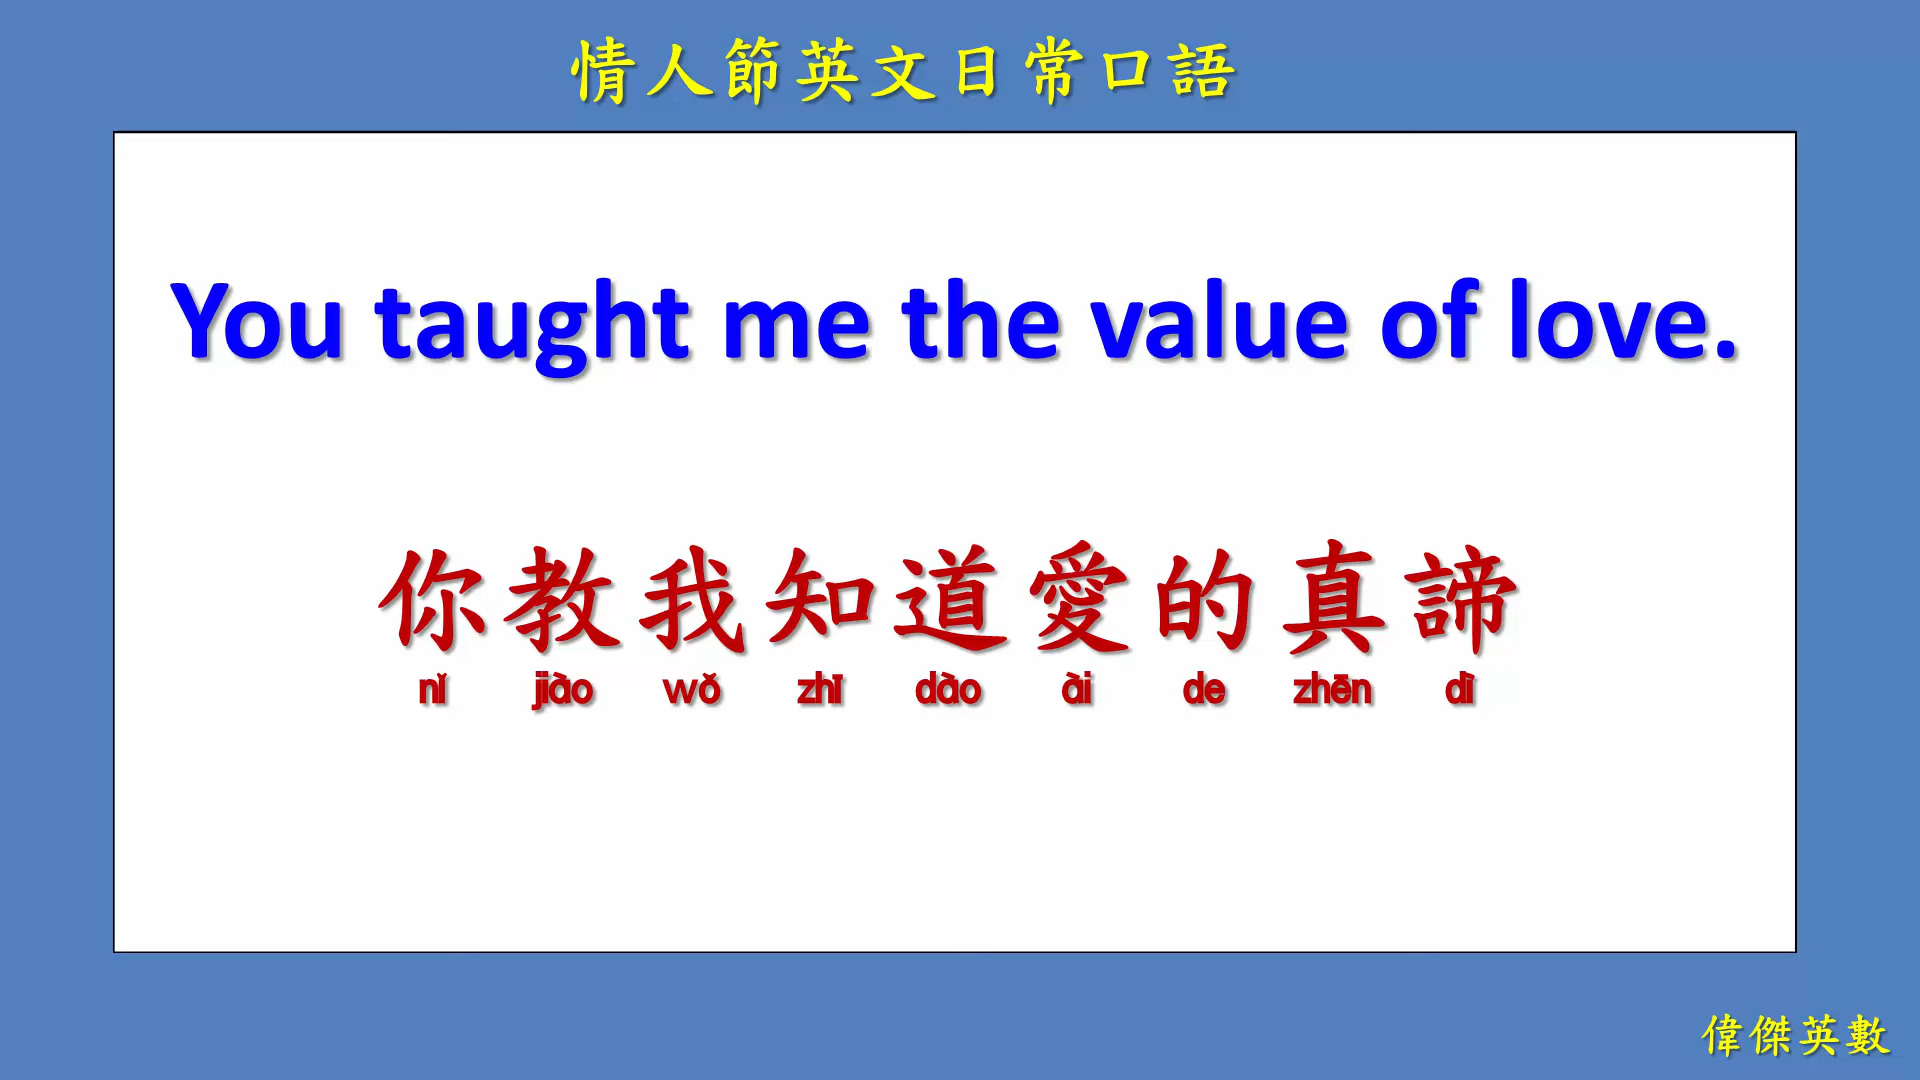 情人節英文日常口語
You taught me the value of love.
你教我知道愛的真諦
nǐ jiào wǒ zhī dào ài de zhēn dì
偉傑英數